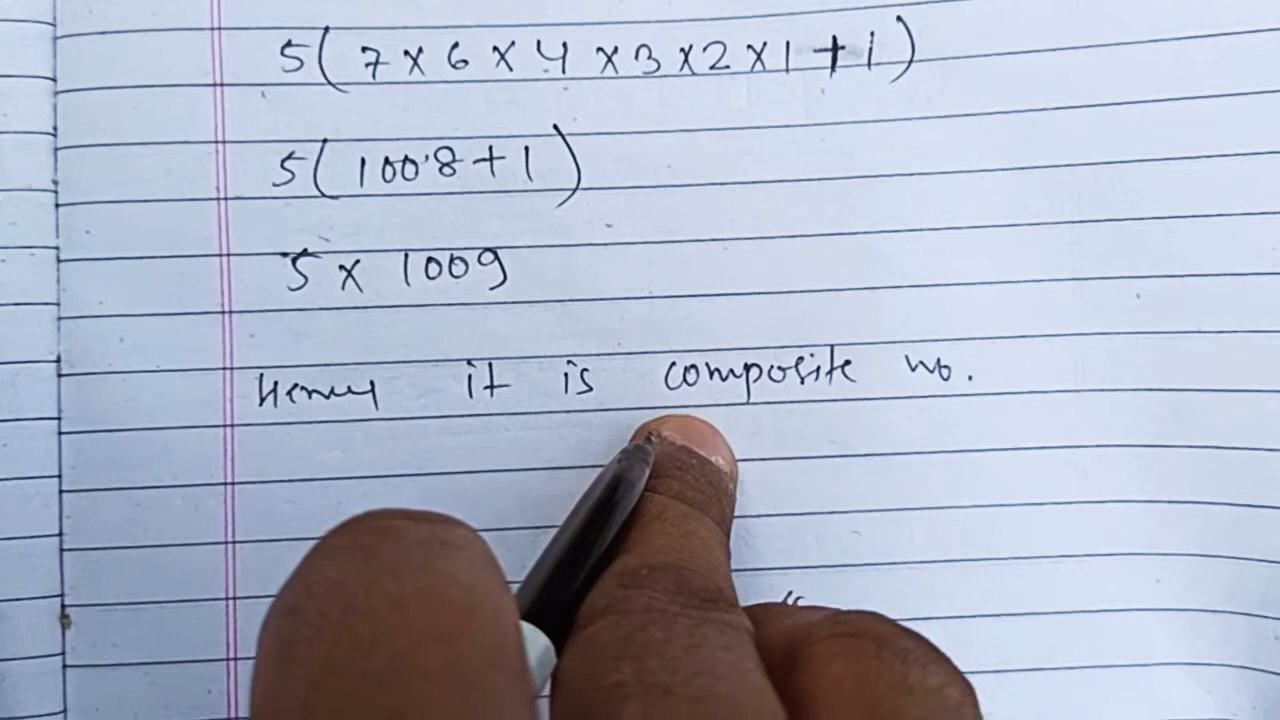 5(7×6×4×3×2×1+1)
5(1008+1)
5×1009
Hence it is composite no.